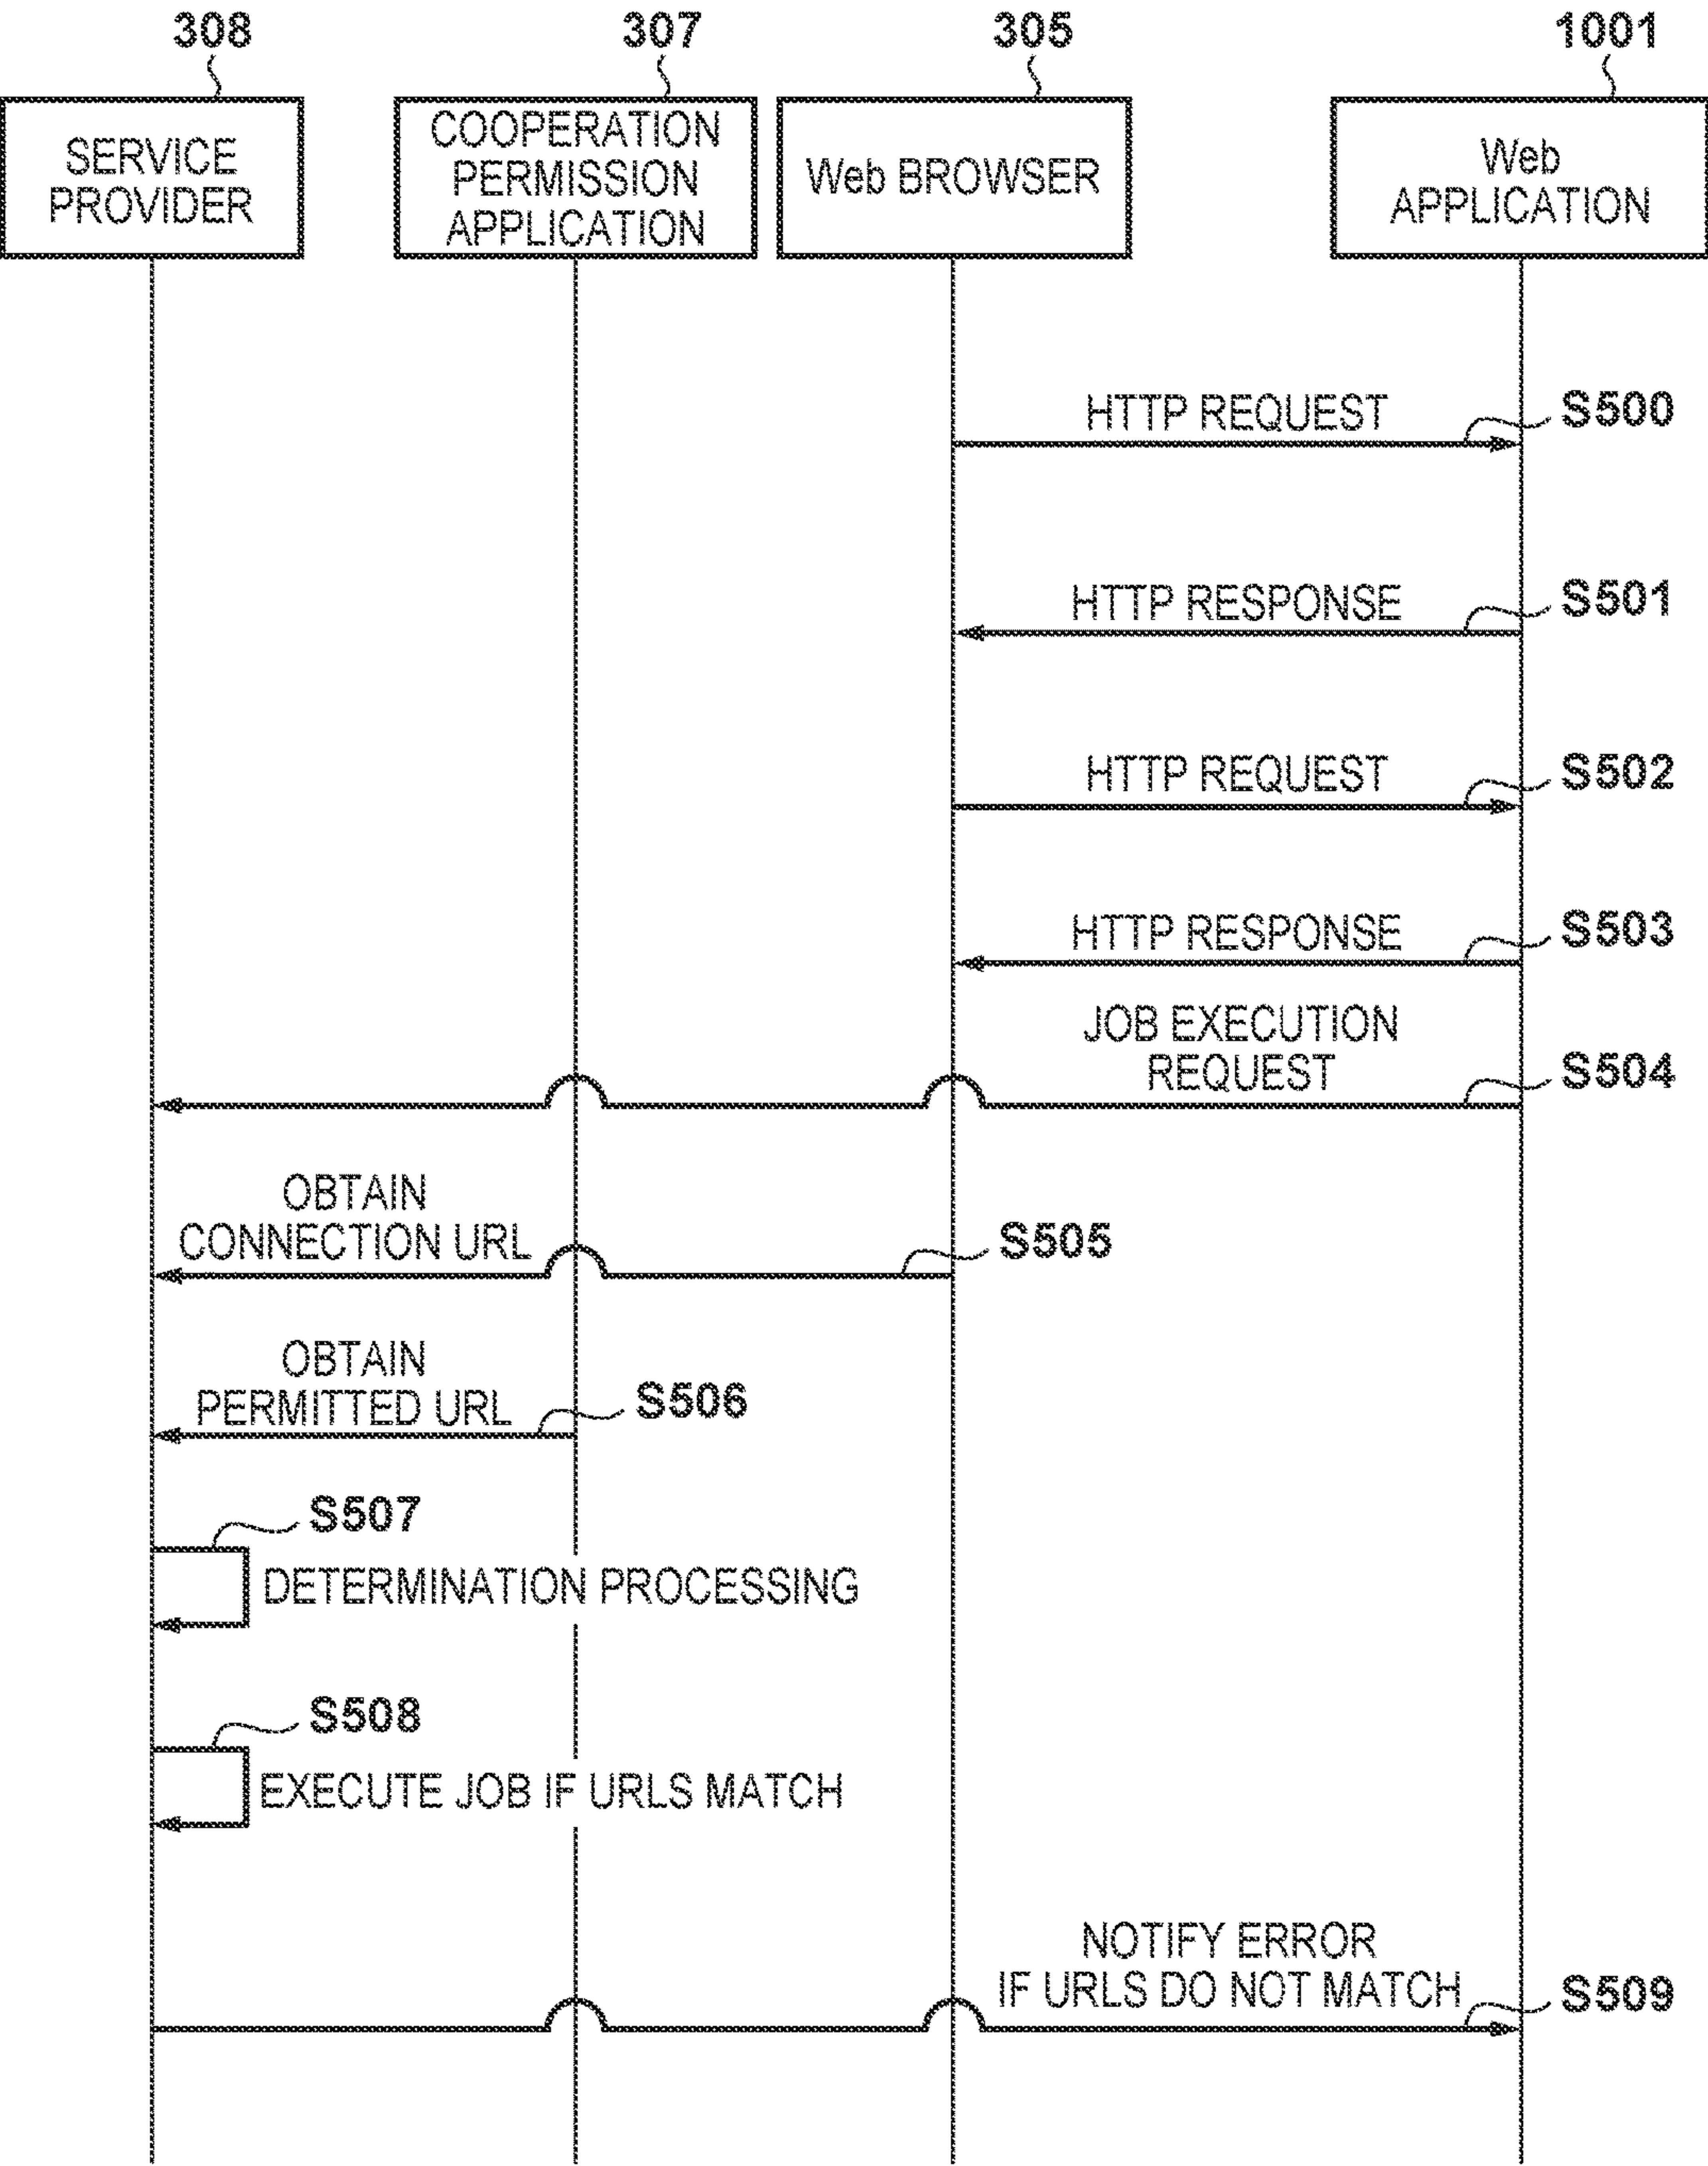 308
307
305
1001
SERVICE
PROVIDER
COOPERATION
PERMISSION
APPLICATION
Web BROWSER
Web
APPLICATION
HTTP REQUEST
S500
HTTP RESPONSE
S501
HTTP REQUEST
S502
HTTP RESPONSE
S503
JOB EXECUTION
REQUEST
S504
OBTAIN
CONNECTION URL
S505
OBTAIN
PERMITTED URL
S506
S507
DETERMINATION PROCESSING
S508
EXECUTE JOB IF URLS MATCH
NOTIFY ERROR
IF URLS DO NOT MATCH
S509